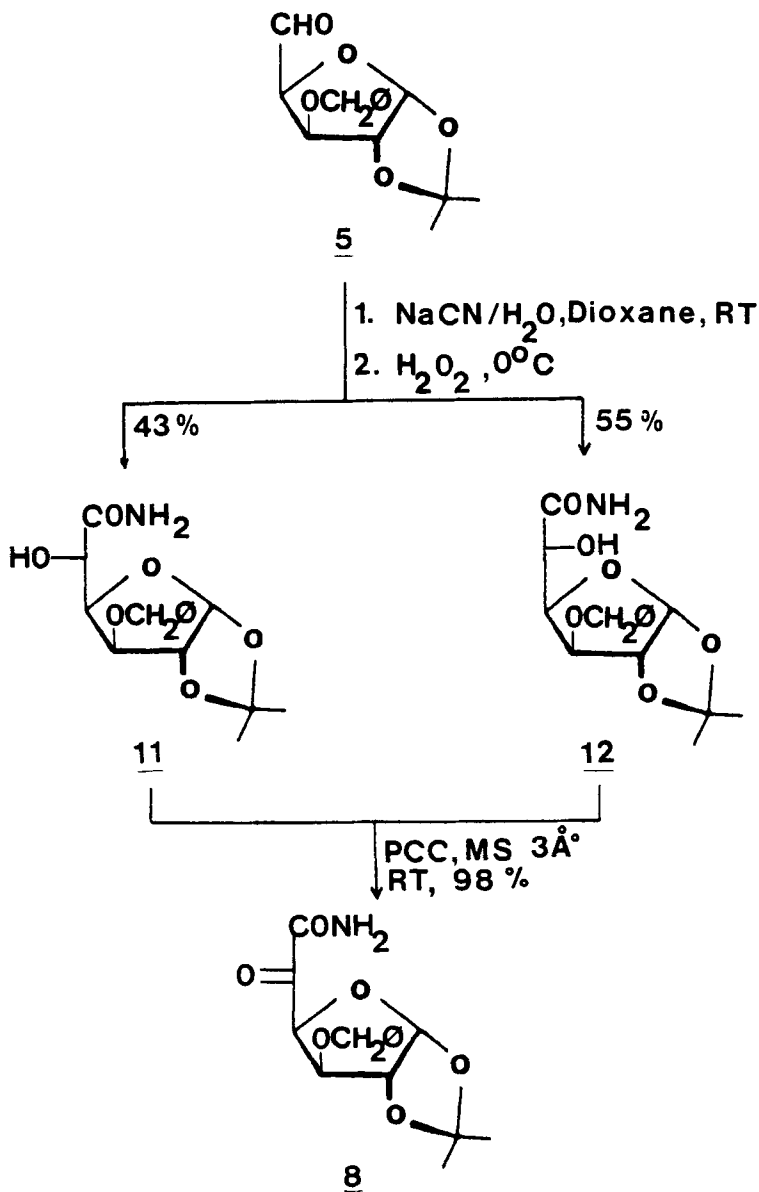 CHO
O
OCH₂Ø
O
O
5
1. NaCN/H₂O,Dioxane, RT
2. H₂O₂ ,0°C
43% 55%
CONH₂ CONH₂
HO OH
O O
OCH₂Ø OCH₂Ø
O O
O O
11 12
PCC,MS 3Å°
RT, 98%
CONH₂
O
O
OCH₂Ø
O
O
8